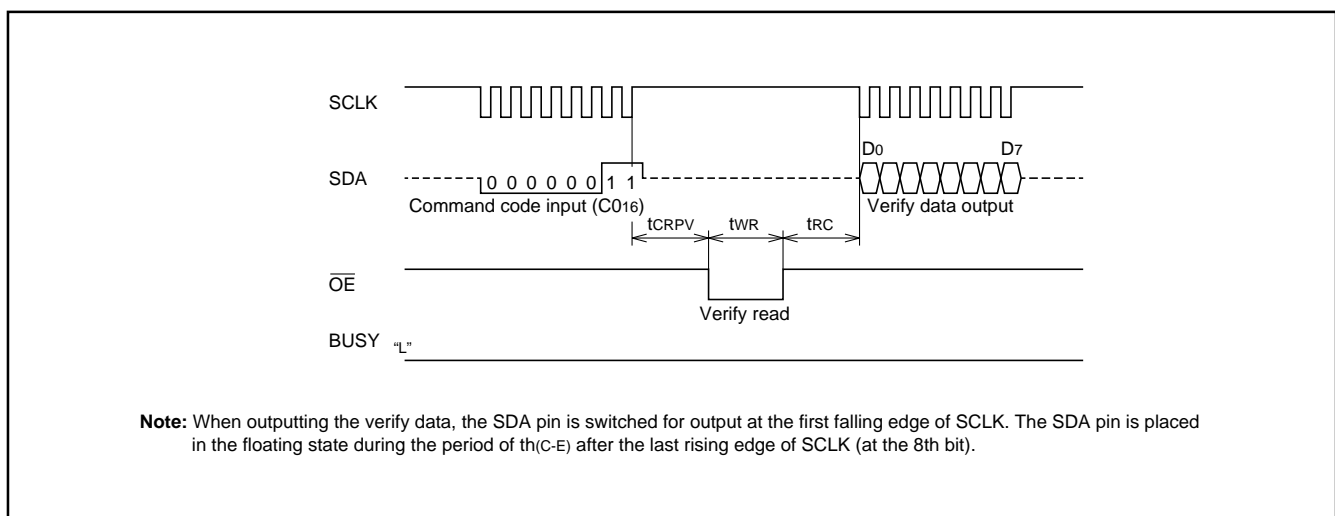 SCLK
D0 D7
SDA
0 0 0 0 0 0 1 1
Command code input (C016)
Verify data output
tCRPV tWR tRC
OE
Verify read
BUSY “L”
Note: When outputting the verify data, the SDA pin is switched for output at the first falling edge of SCLK. The SDA pin is placed
in the floating state during the period of th(C-E) after the last rising edge of SCLK (at the 8th bit).